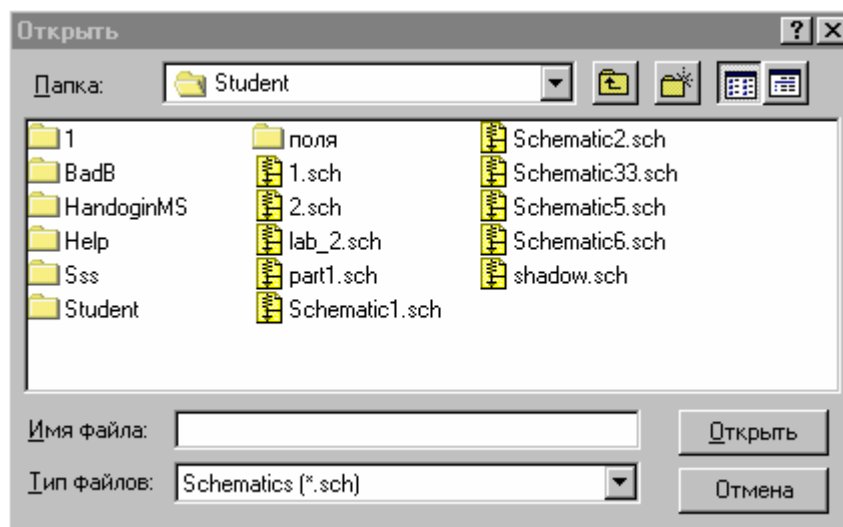 Открыть
Папка: Student
1
BadB
HandoginMS
Help
Sss
Student
поля
1.sch
2.sch
lab_2.sch
part1.sch
Schematic1.sch
Schematic2.sch
Schematic33.sch
Schematic5.sch
Schematic6.sch
shadow.sch
Имя файла:
Открыть
Тип файлов: Schematics (*.sch)
Отмена